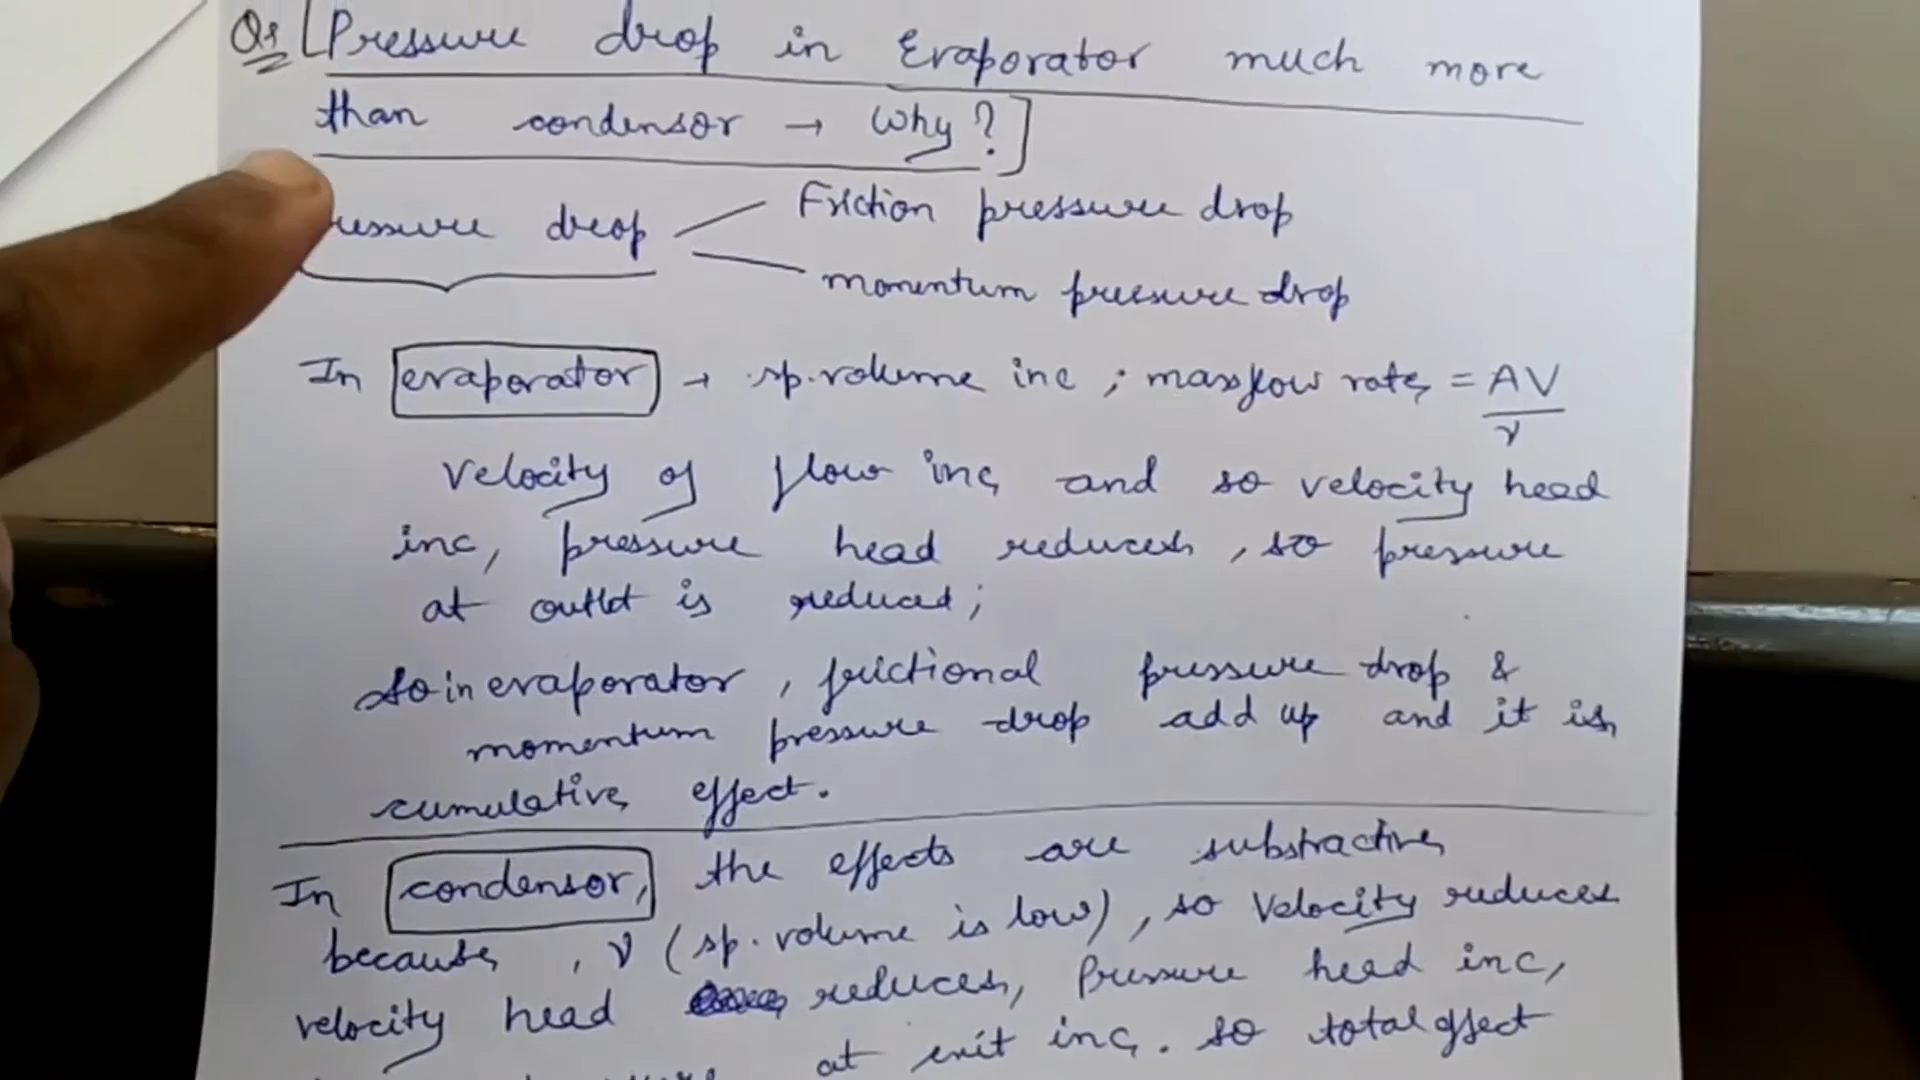 Qs [Pressure drop in Evaporator much more
than condensor → Why?]
ressure drop Friction pressure drop
momentum pressure drop
In evaporator → sp. volume inc ; massflow rate = AV/v
Velocity of flow inc and so velocity head
inc, pressure head reduces, so pressure
at outlet is reduced;
So in evaporator, frictional pressure drop &
momentum pressure drop add up and it is
cumulative effect.
In condensor, the effects are substractive
because, v (sp. volume is low), so Velocity reduces
velocity head reduces, Pressure head inc,
at exit inc. so total effect